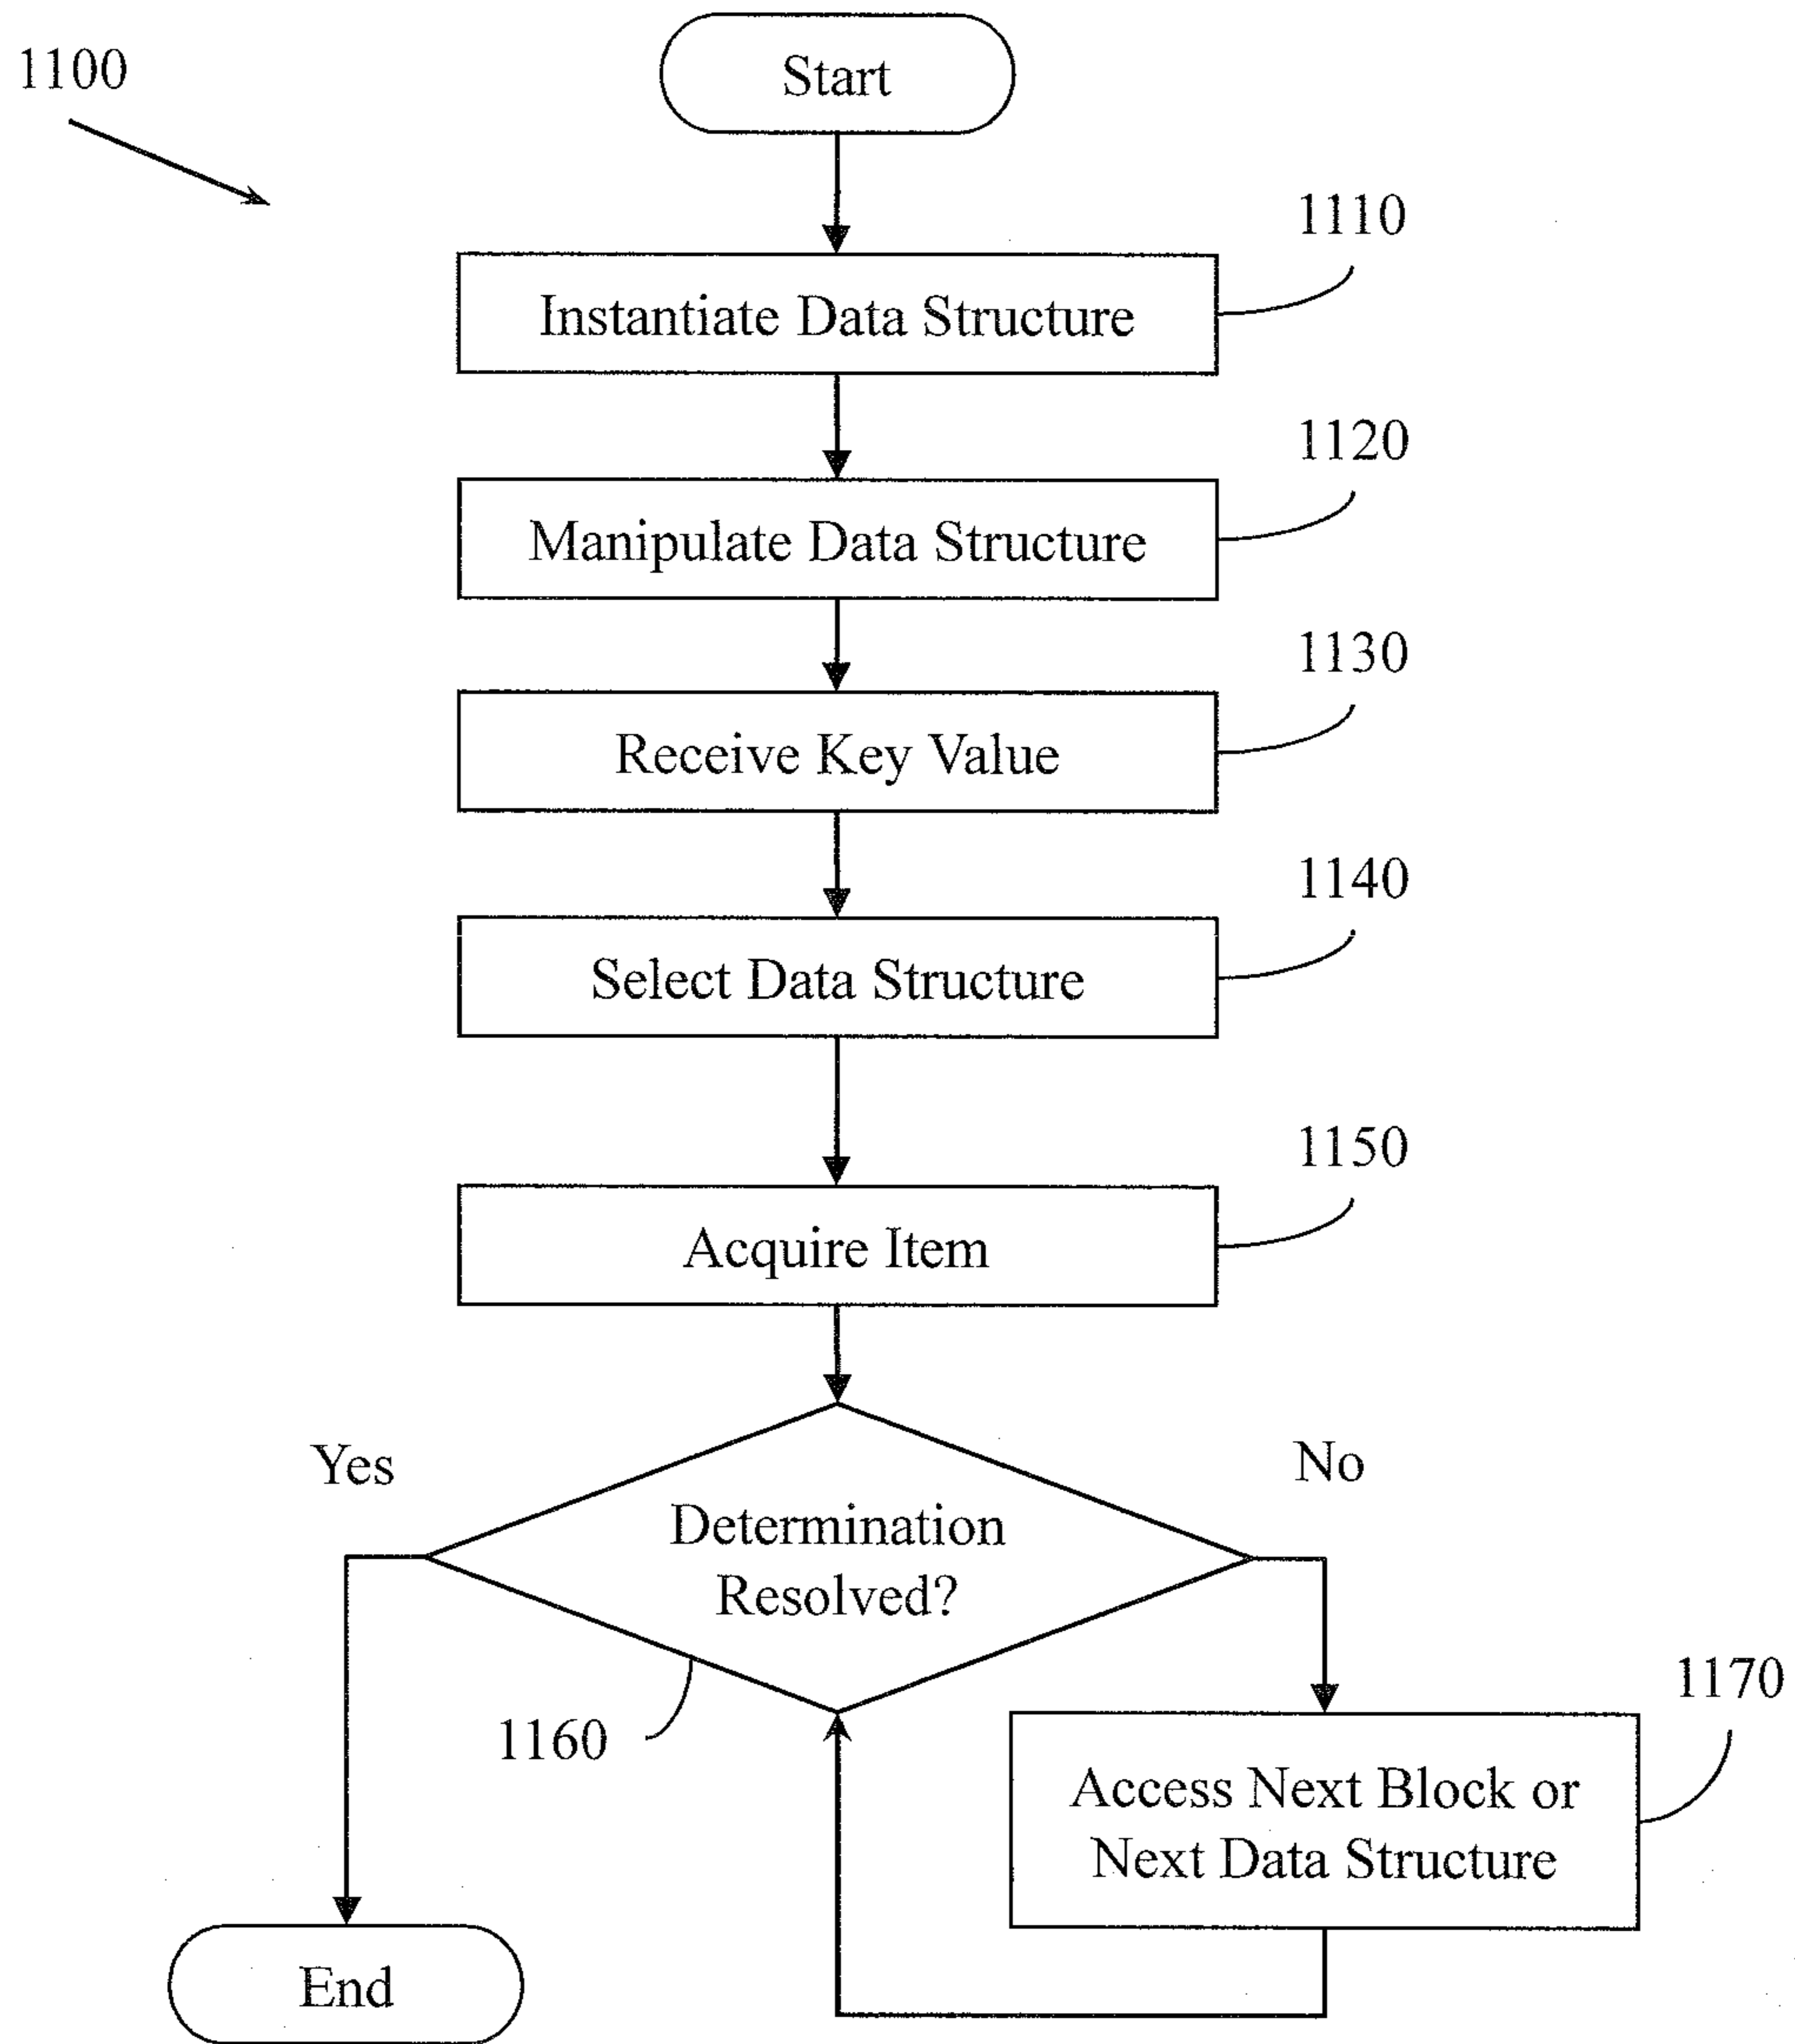 1100
Start
1110
Instantiate Data Structure
1120
Manipulate Data Structure
1130
Receive Key Value
1140
Select Data Structure
1150
Acquire Item
Yes
No
Determination
Resolved?
1160
1170
Access Next Block or
Next Data Structure
End